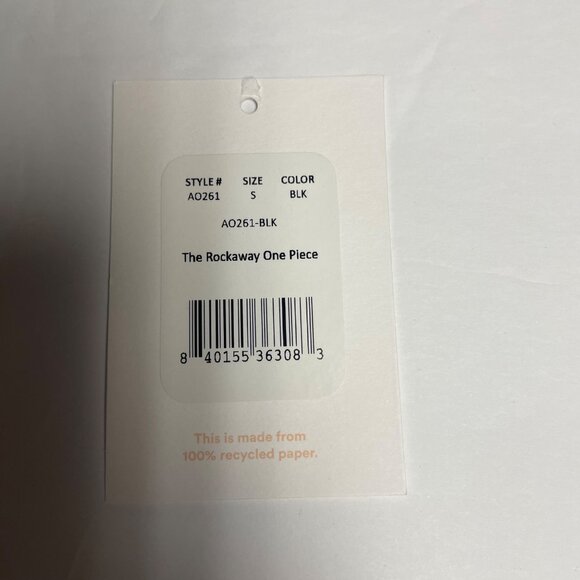 STYLE # SIZE COLOR
AO261 S BLK
AO261-BLK
The Rockaway One Piece
8 40155 36308 3
This is made from
100% recycled paper.